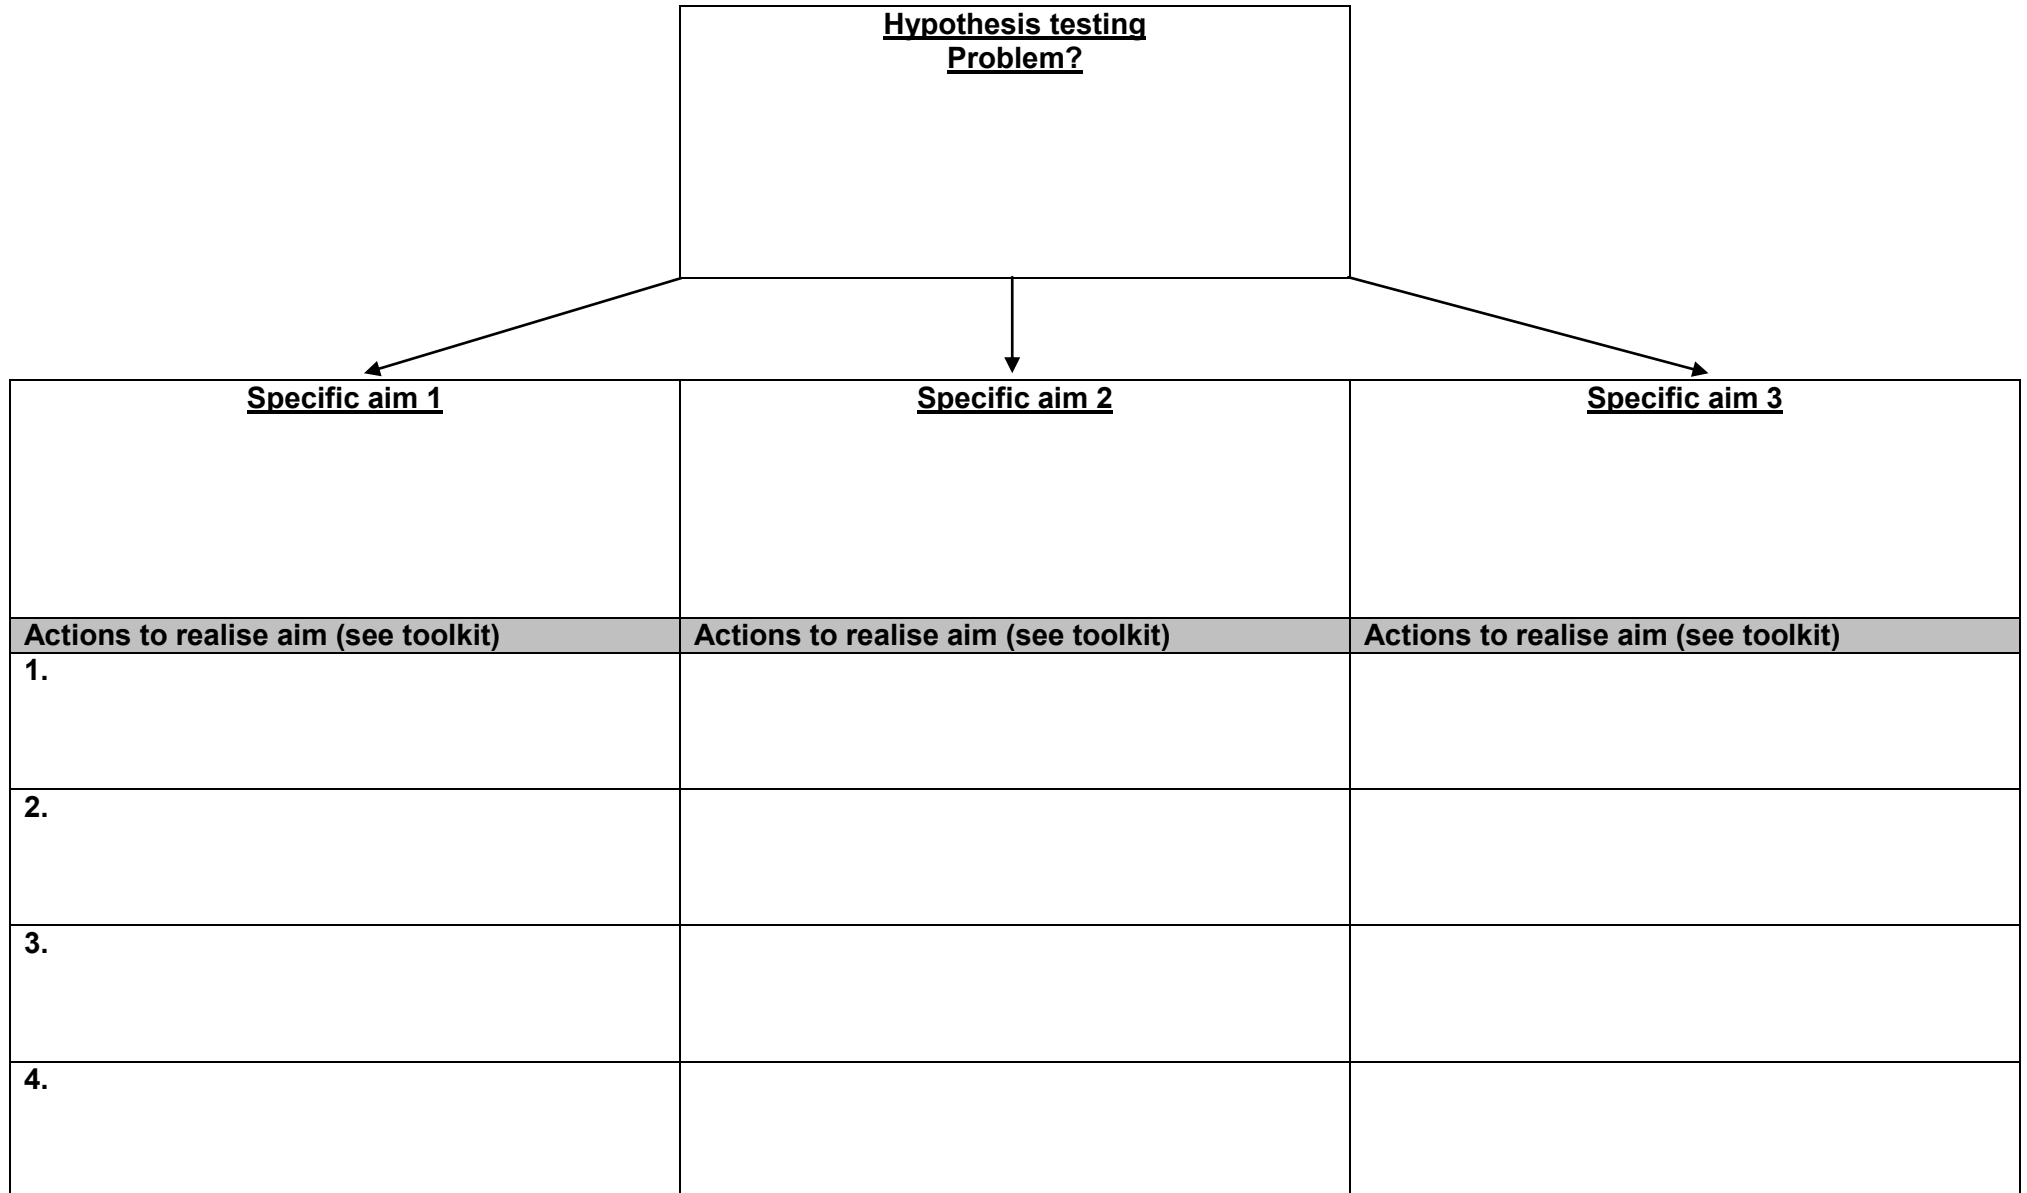 Hypothesis testing
Problem?
Specific aim 1
Specific aim 2
Specific aim 3
Actions to realise aim (see toolkit)
Actions to realise aim (see toolkit)
Actions to realise aim (see toolkit)
1.
2.
3.
4.